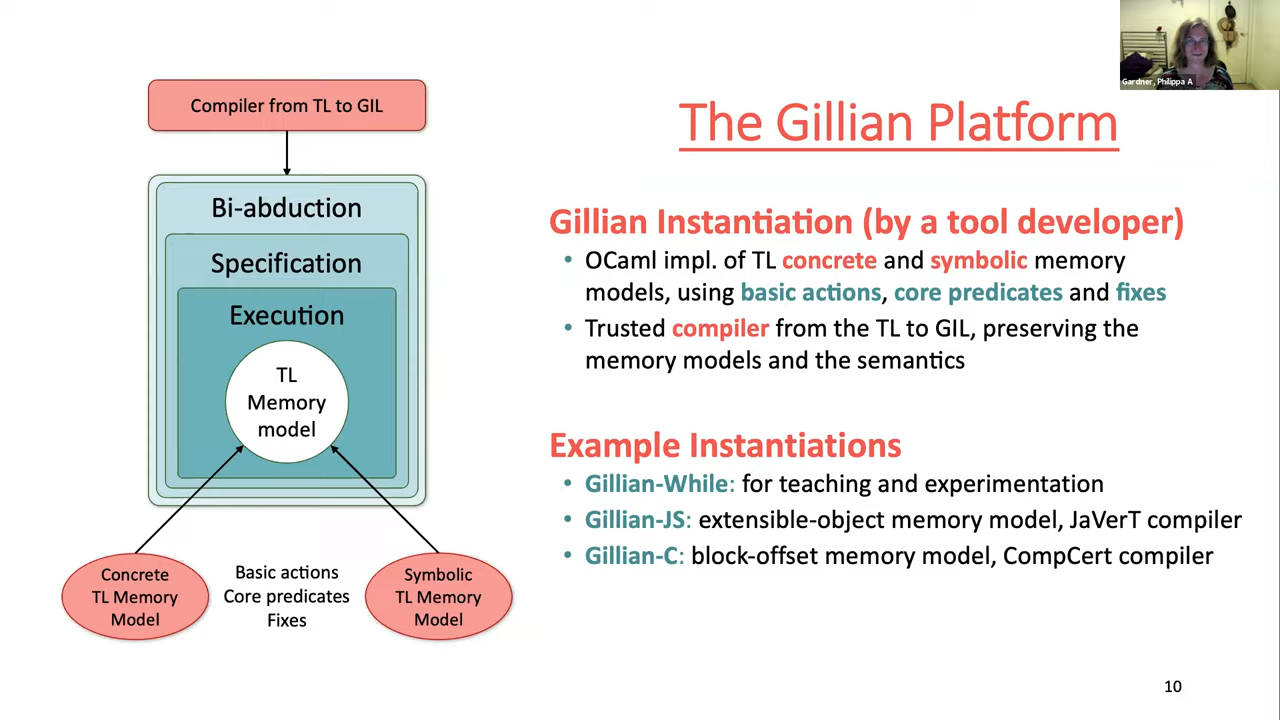 Gardner, Philippa A
Compiler from TL to GIL
Bi-abduction
Specification
Execution
TL
Memory
model
Concrete
TL Memory
Model
Basic actions
Core predicates
Fixes
Symbolic
TL Memory
Model
The Gillian Platform
Gillian Instantiation (by a tool developer)
• OCaml impl. of TL concrete and symbolic memory
models, using basic actions, core predicates and fixes
• Trusted compiler from the TL to GIL, preserving the
memory models and the semantics
Example Instantiations
• Gillian-While: for teaching and experimentation
• Gillian-JS: extensible-object memory model, JaVerT compiler
• Gillian-C: block-offset memory model, CompCert compiler
10